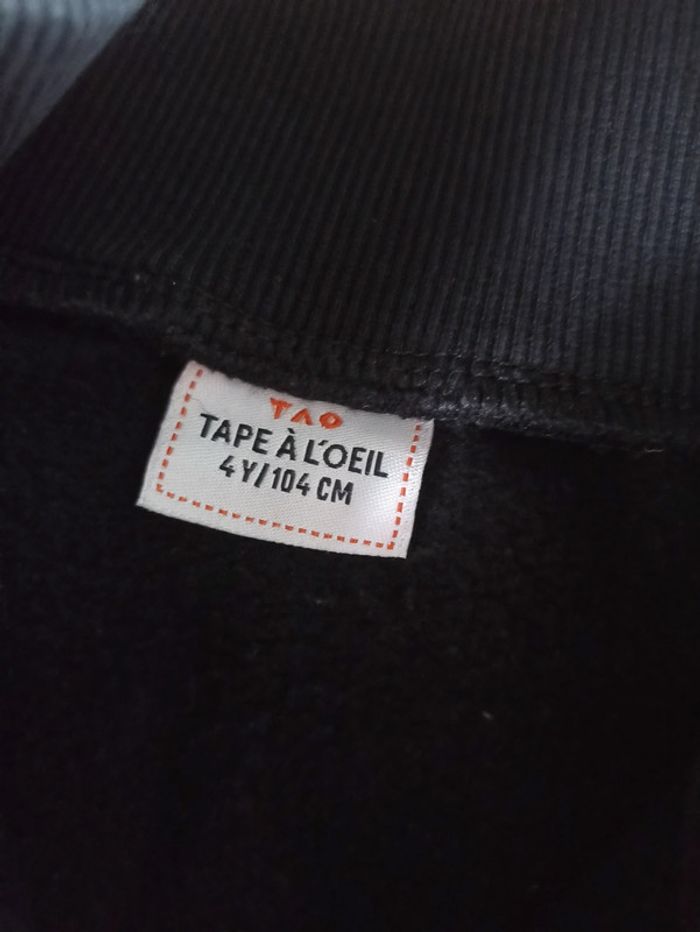 TAO
TAPE À L'OEIL
4 Y/104 CM